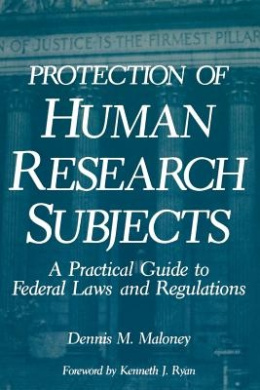 OF JUSTICE IS THE FIRMEST PILLAR
PROTECTION OF
HUMAN
RESEARCH
SUBJECTS
A Practical Guide to
Federal Laws and Regulations
Dennis M. Maloney
Foreword by Kenneth J. Ryan